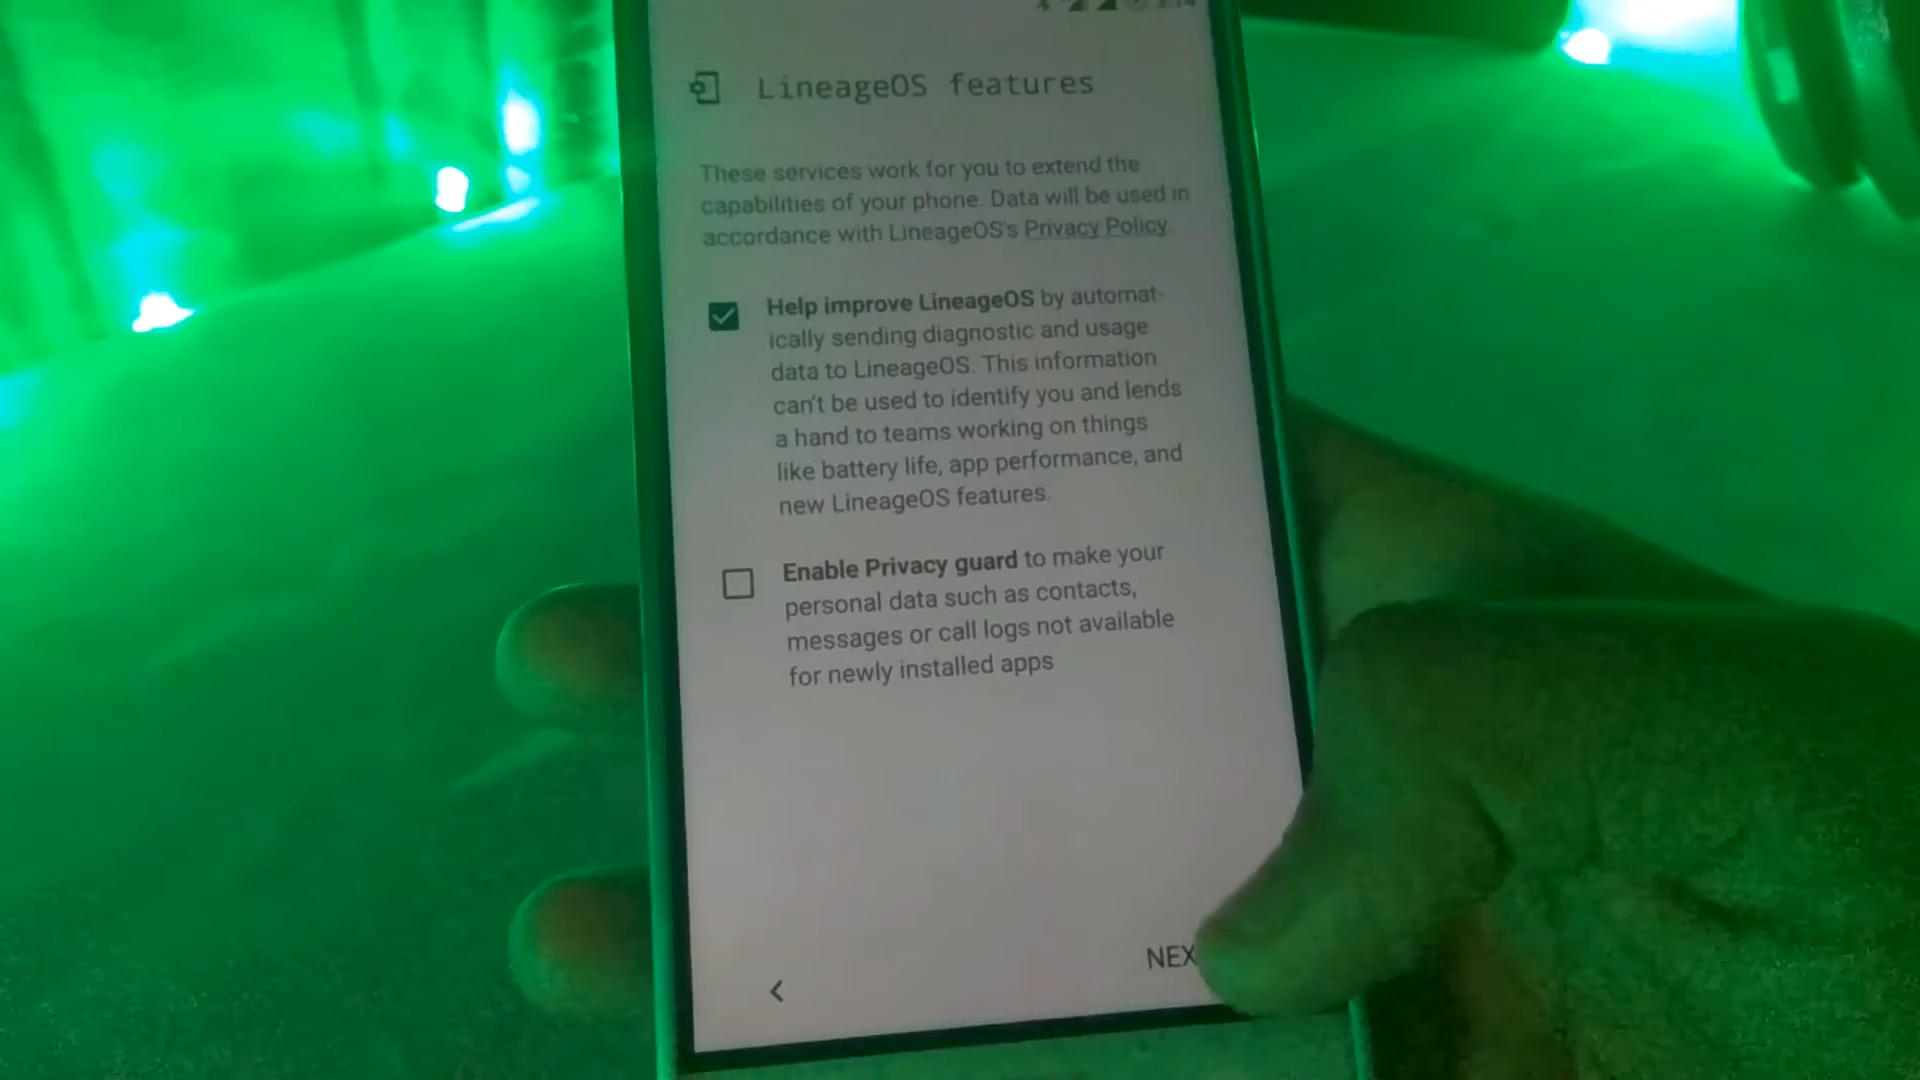 LineageOS features
These services work for you to extend the
capabilities of your phone. Data will be used in
accordance with LineageOS's Privacy Policy.
Help improve LineageOS by automat-
ically sending diagnostic and usage
data to LineageOS. This information
can't be used to identify you and lends
a hand to teams working on things
like battery life, app performance, and
new LineageOS features.
Enable Privacy guard to make your
personal data such as contacts,
messages or call logs not available
for newly installed apps
NEX